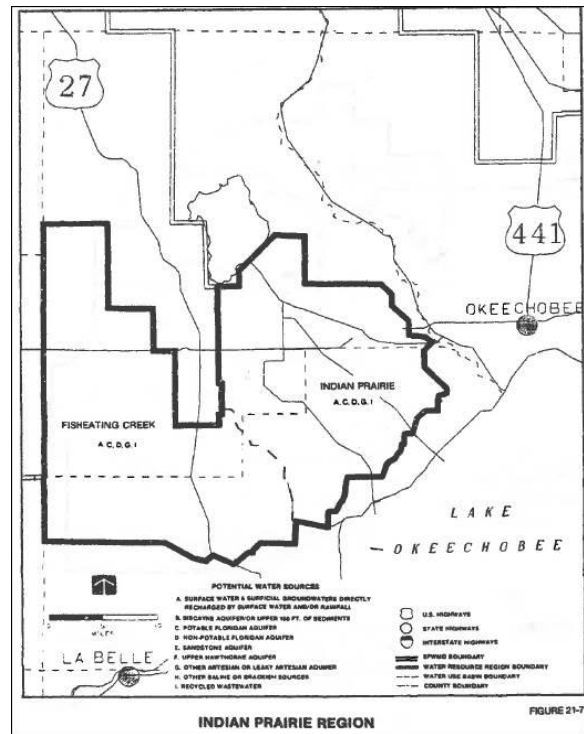 27
441
OKEECHOBEE
INDIAN PRAIRIE
A, C, D, G, I
FISHEATING CREEK
A, C, D, G, I
LAKE
OKEECHOBEE
POTENTIAL WATER SOURCES
A. SURFACE WATER & SURFICIAL GROUNDWATERS DIRECTLY
RECHARGED BY SURFACE WATER AND/OR RAINFALL
B. BISCAYNE AQUIFER/UPPER 150 FT. OF SEDIMENTS
C. POTABLE FLORIDAN AQUIFER
D. NON-POTABLE FLORIDAN AQUIFER
E. SANDSTONE AQUIFER
F. UPPER HAWTHORNE AQUIFER
G. OTHER ARTESIAN OR LEAKY ARTESIAN AQUIFER
H. OTHER SALINE OR BRACKISH SOURCES
I. RECYCLED WASTEWATER
MILES
LA BELLE
U.S. HIGHWAYS
STATE HIGHWAYS
INTERSTATE HIGHWAYS
SFWMD BOUNDARY
WATER RESOURCE REGION BOUNDARY
WATER USE BASIN BOUNDARY
COUNTY BOUNDARY
FIGURE 21-7
INDIAN PRAIRIE REGION